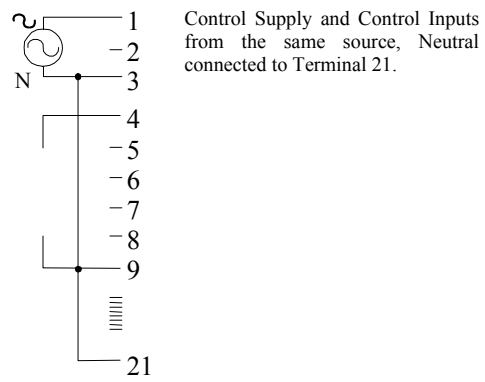 1
Control Supply and Control Inputs
from the same source, Neutral
connected to Terminal 21.
2
N
3
4
5
6
7
8
9
21